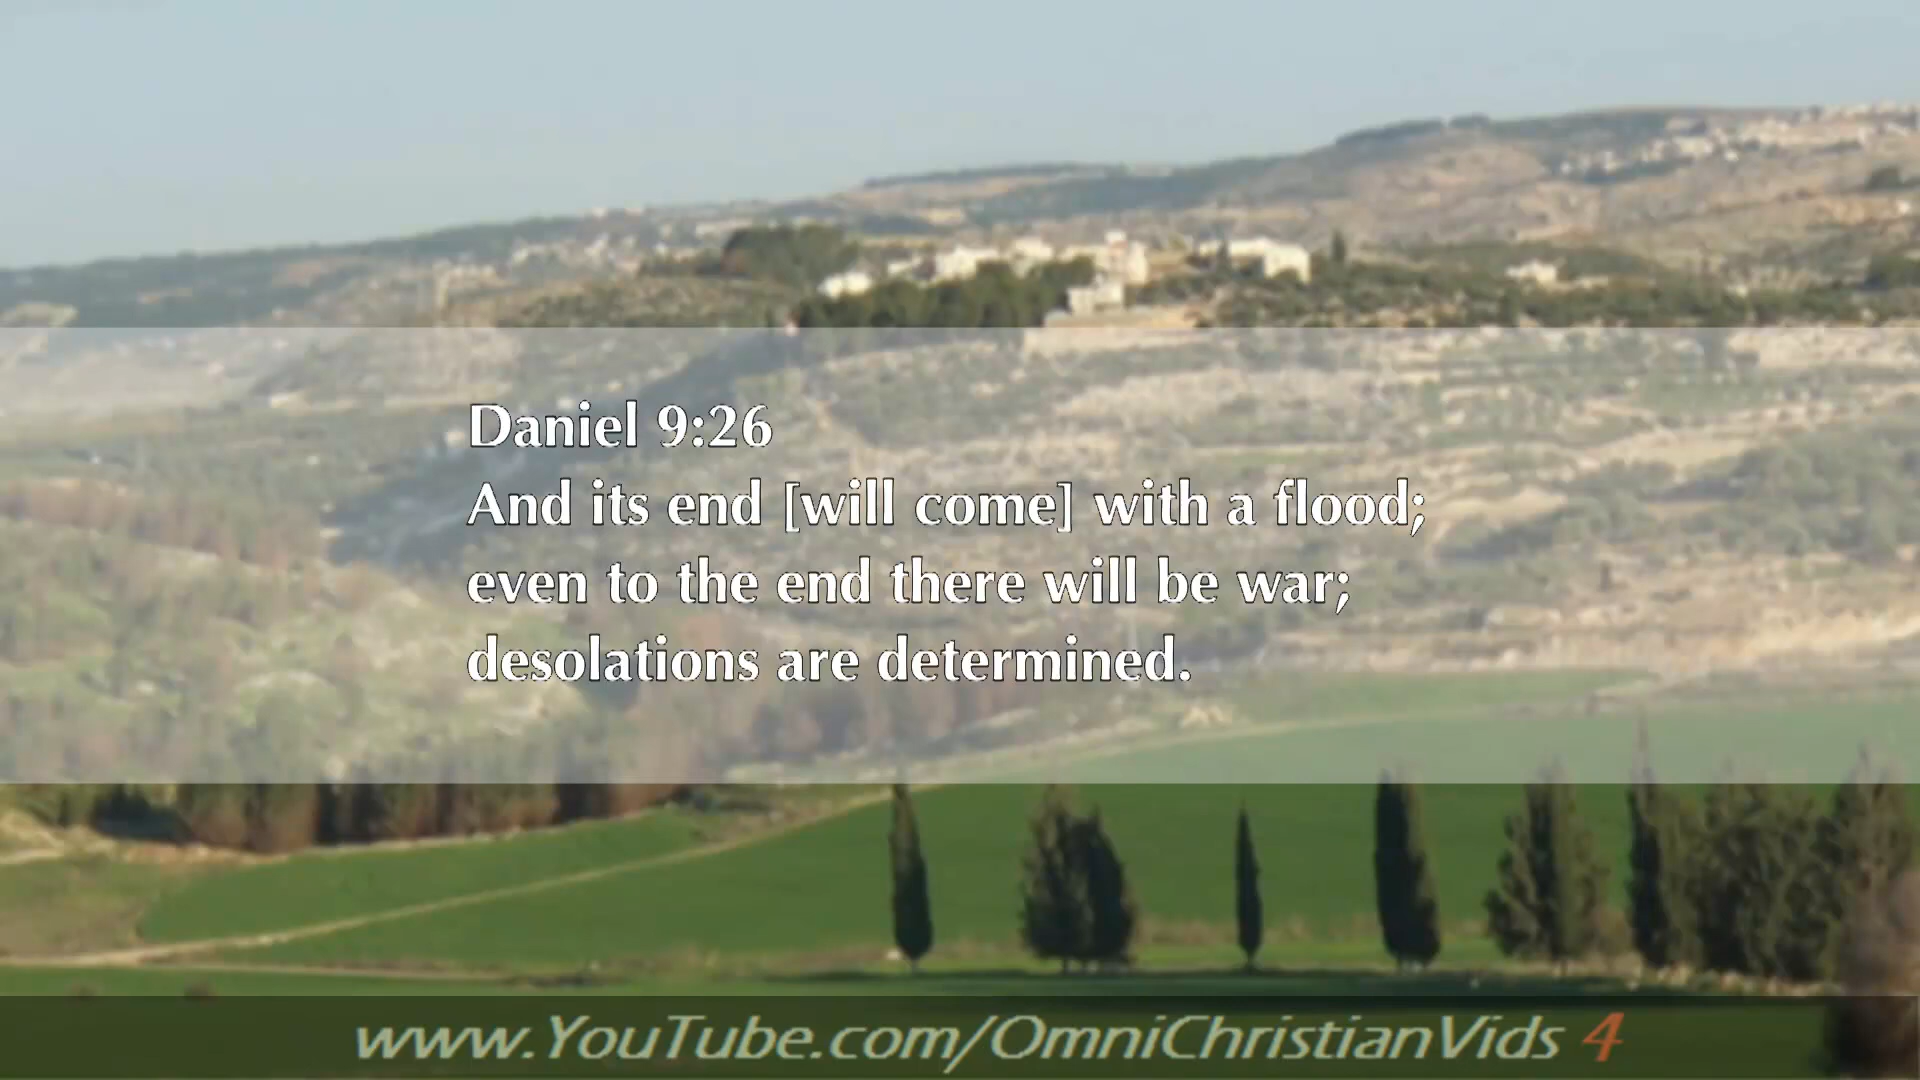 Daniel 9:26
And its end [will come] with a flood;
even to the end there will be war;
desolations are determined.
www.YouTube.com/OmniChristianVids 4